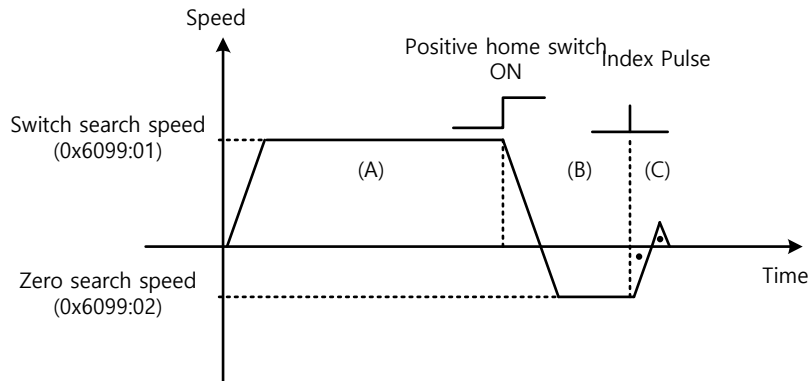 Speed
Positive home switch
ON
Index Pulse
Switch search speed
(0x6099:01)
(A)
(B)
(C)
Zero search speed
(0x6099:02)
Time